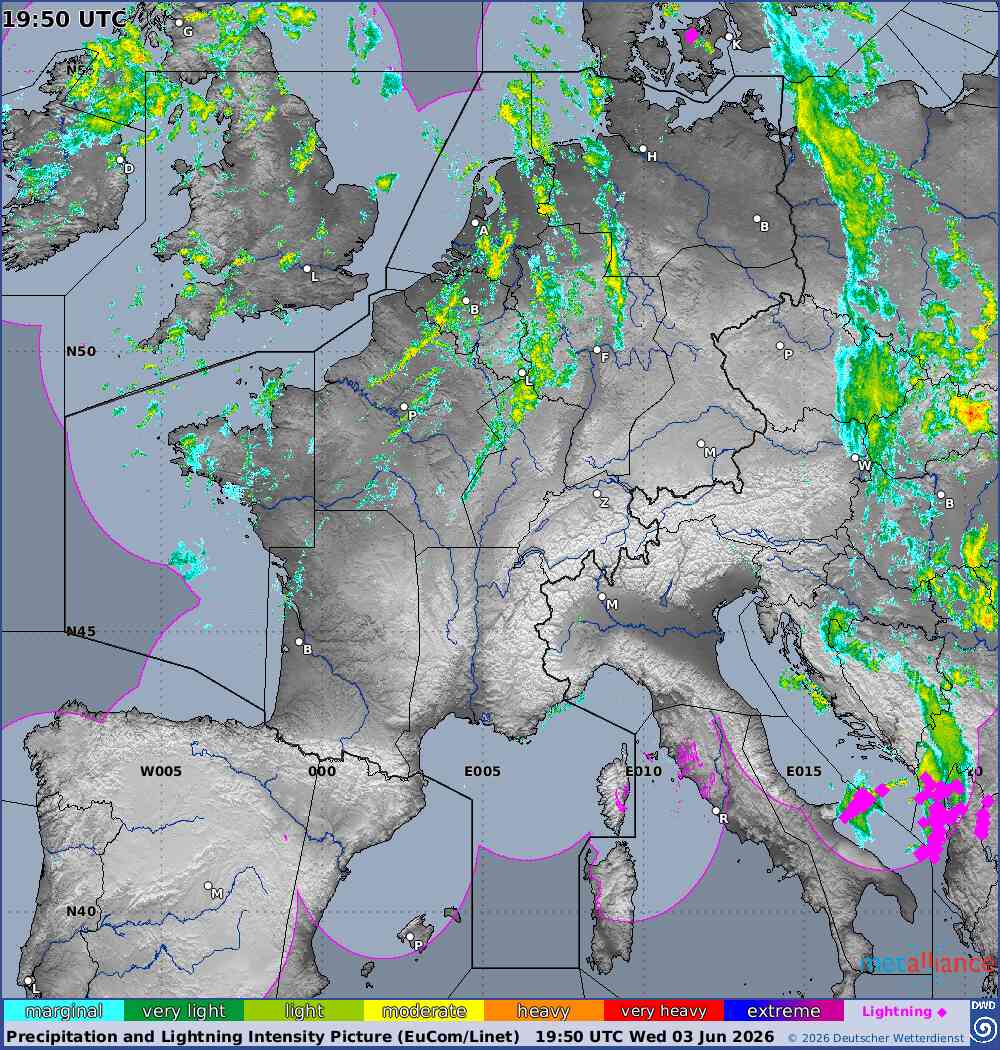 19:50 UTC
G
K
D
H
A
B
L
B
N50
P
F
L
P
M
W
Z
B
M
N45
B
W005
000
E005
E010
E015
20
R
M
N40
P
L
metalliance
marginal very light light moderate heavy very heavy extreme Lightning ◆
DWD
Precipitation and Lightning Intensity Picture (EuCom/Linet) 19:50 UTC Wed 03 Jun 2026 © 2026 Deutscher Wetterdienst